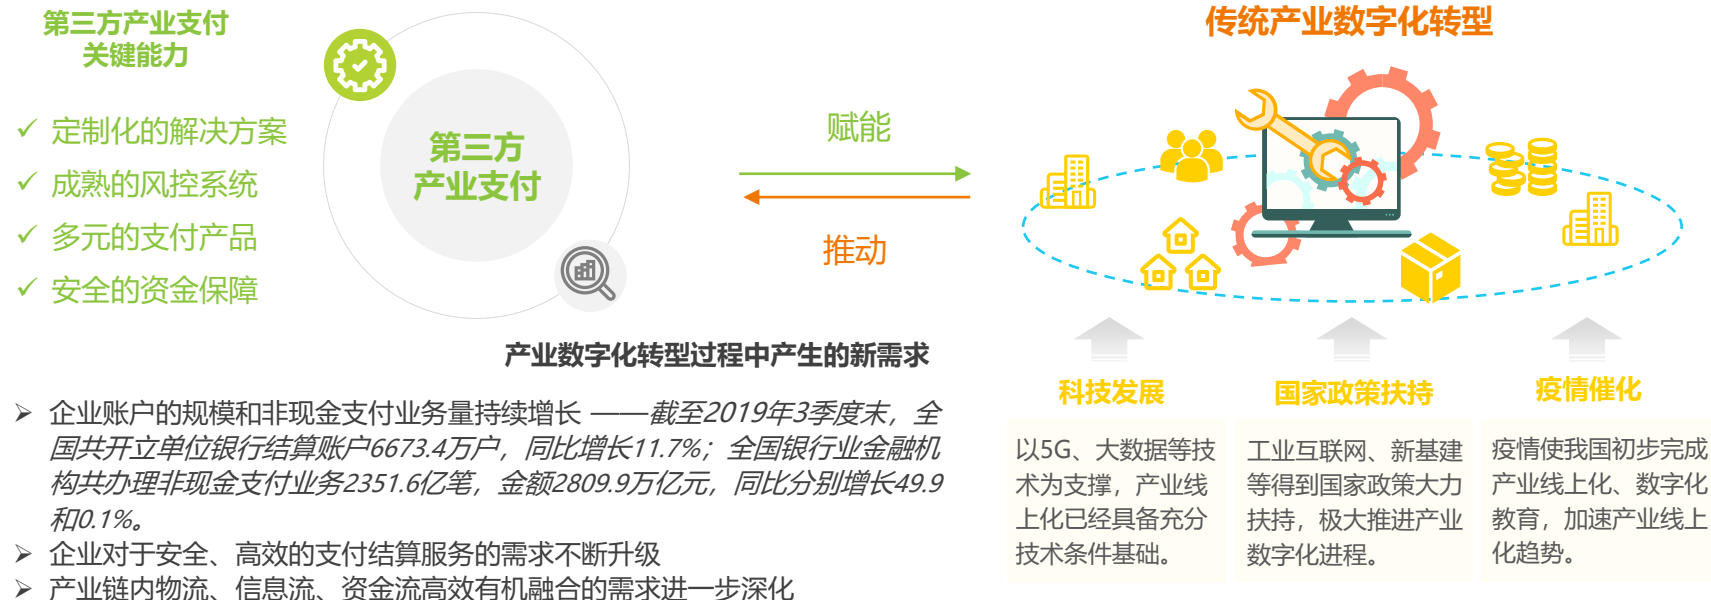 第三方产业支付
关键能力
定制化的解决方案
成熟的风控系统
多元的支付产品
安全的资金保障
第三方
产业支付
赋能
推动
传统产业数字化转型
产业数字化转型过程中产生的新需求
企业账户的规模和非现金支付业务量持续增长 ——截至2019年3季度末，全
国共开立单位银行结算账户6673.4万户，同比增长11.7%；全国银行业金融机
构共办理非现金支付业务2351.6亿笔，金额2809.9万亿元，同比分别增长49.9
和0.1%。
企业对于安全、高效的支付结算服务的需求不断升级
产业链内物流、信息流、资金流高效有机融合的需求进一步深化
科技发展
以5G、大数据等技
术为支撑，产业线
上化已经具备充分
技术条件基础。
国家政策扶持
工业互联网、新基建
等得到国家政策大力
扶持，极大推进产业
数字化进程。
疫情催化
疫情使我国初步完成
产业线上化、数字化
教育，加速产业线上
化趋势。